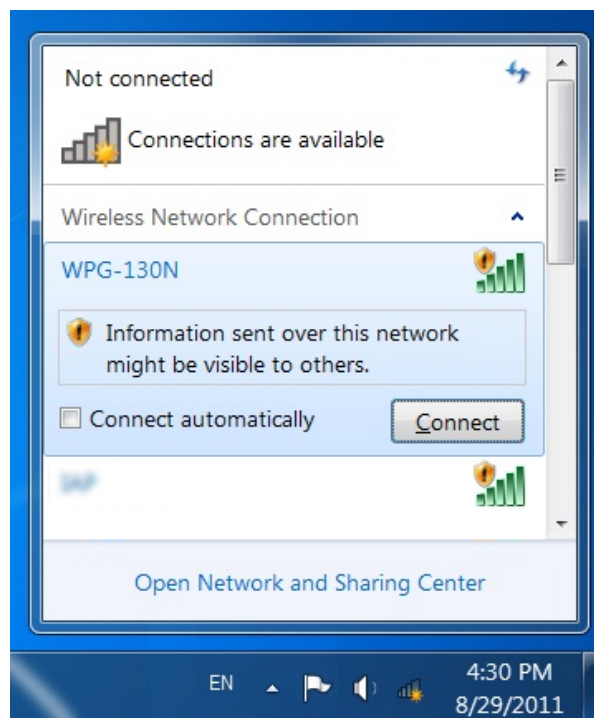 Not connected
Connections are available
Wireless Network Connection
WPG-130N
Information sent over this network
might be visible to others.
Connect automatically
Connect
Open Network and Sharing Center
EN
4:30 PM
8/29/2011